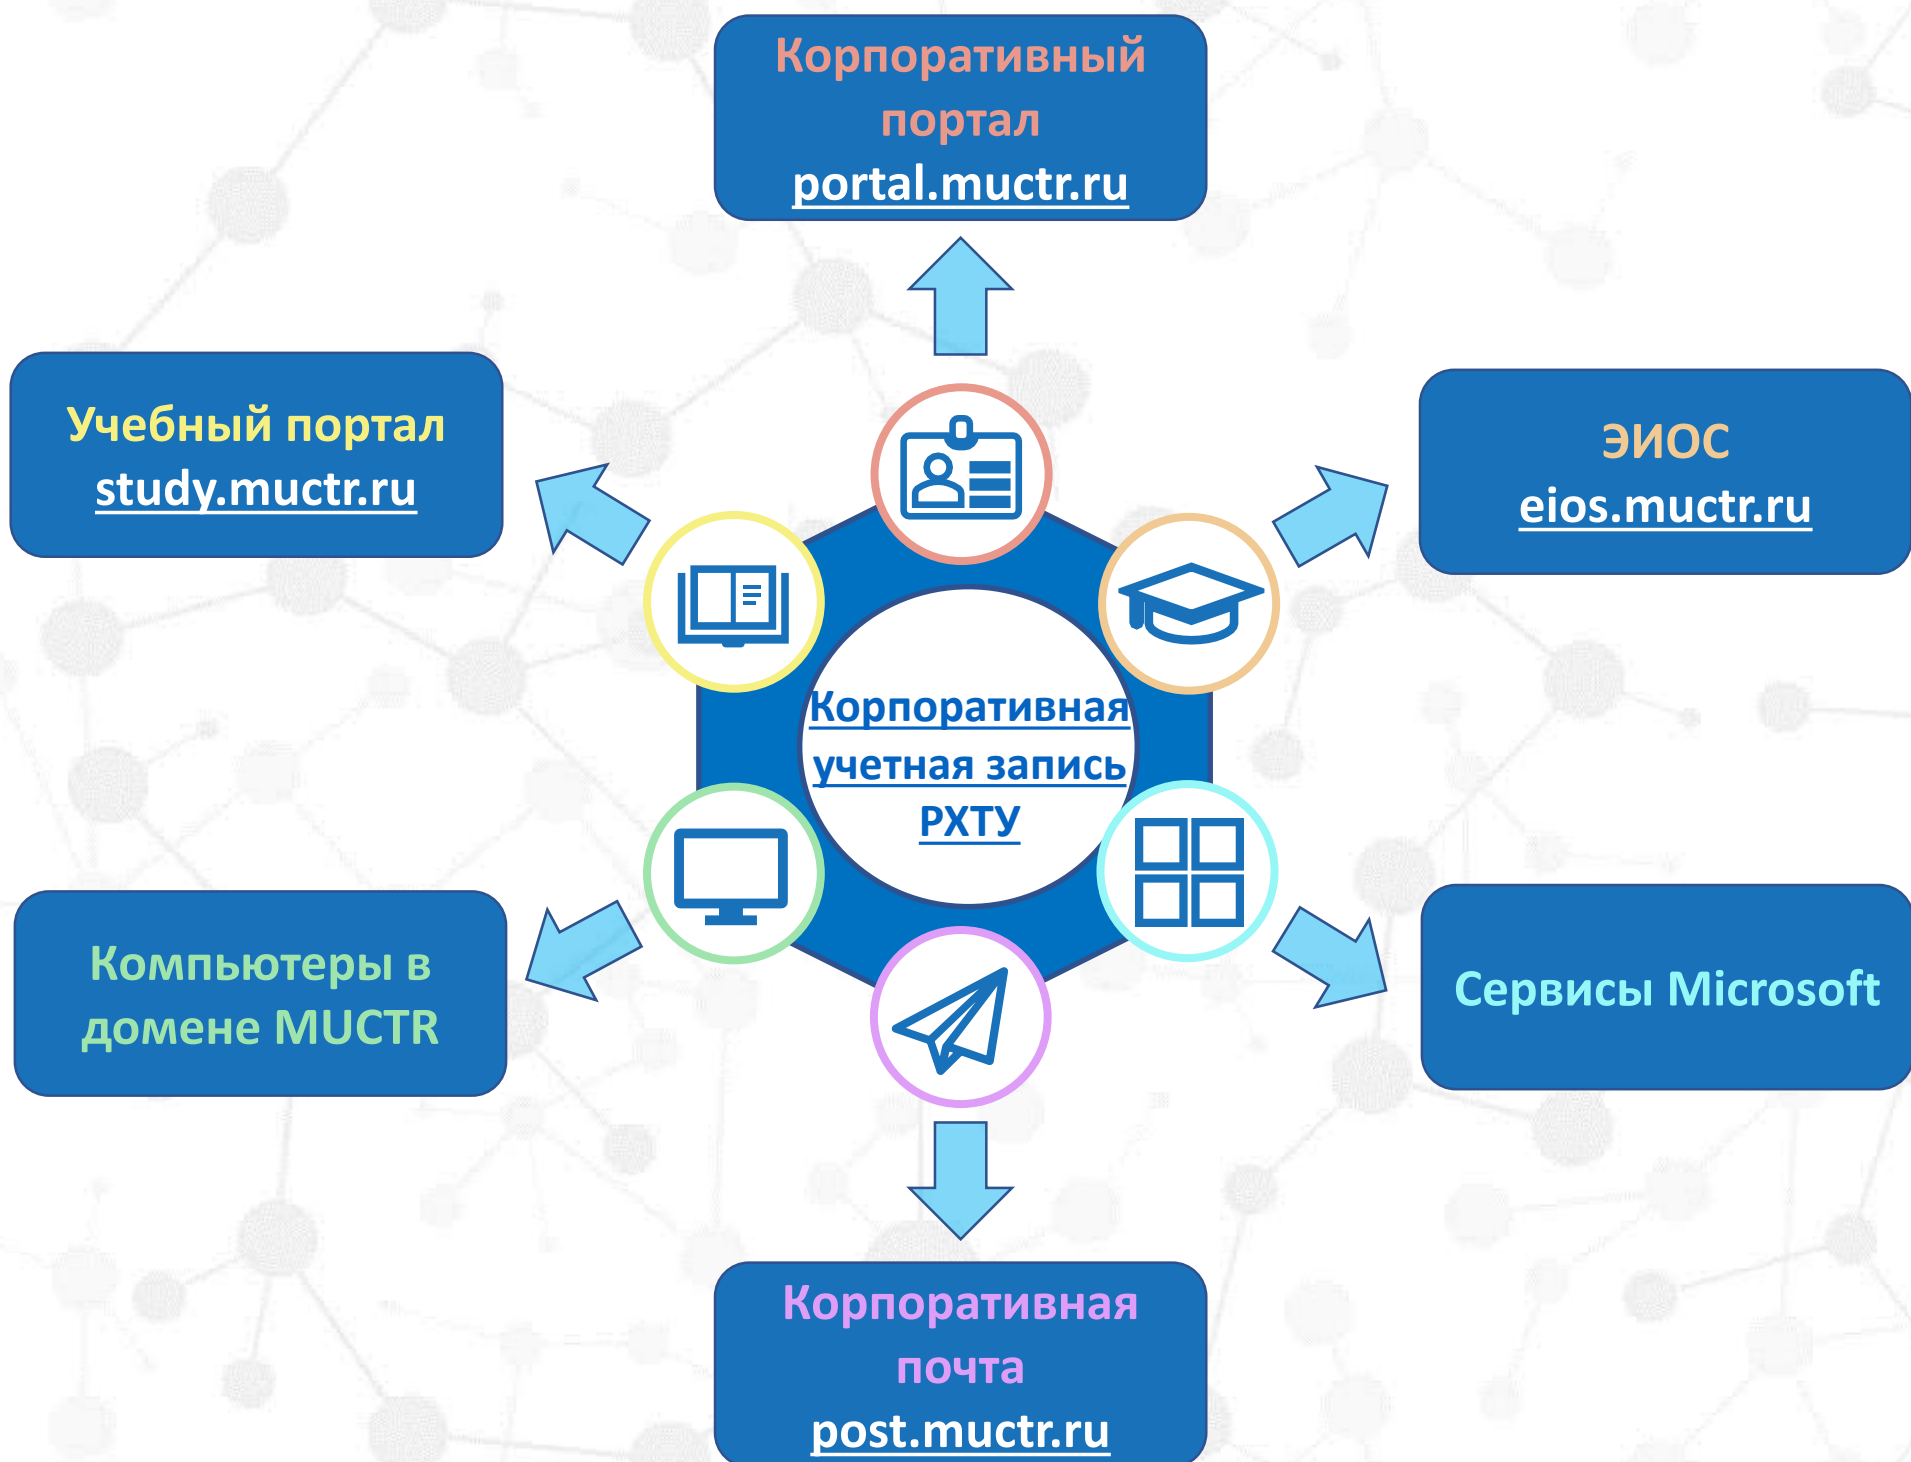 Корпоративный
портал
portal.muctr.ru
Учебный портал
study.muctr.ru
ЭИОС
eios.muctr.ru
Корпоративная
учетная запись
РХТУ
Компьютеры в
домене MUCTR
Сервисы Microsoft
Корпоративная
почта
post.muctr.ru